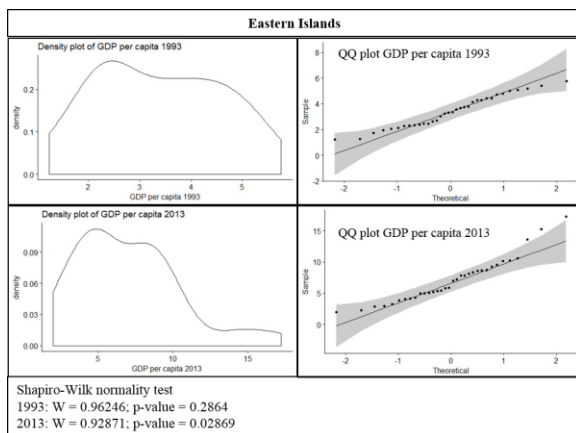 Eastern Islands
Density plot of GDP per capita 1993
density
0.2
0.1
0.0
2 3 4 5
GDP per capita 1993
QQ plot GDP per capita 1993
Sample
8
6
4
2
0
-2
-2 -1 0 1 2
Theoretical
Density plot of GDP per capita 2013
density
0.09
0.06
0.03
0.00
5 10 15
GDP per capita 2013
QQ plot GDP per capita 2013
Sample
15
10
5
0
-2 -1 0 1 2
Theoretical
Shapiro-Wilk normality test
1993: W = 0.96246; p-value = 0.2864
2013: W = 0.92871; p-value = 0.02869